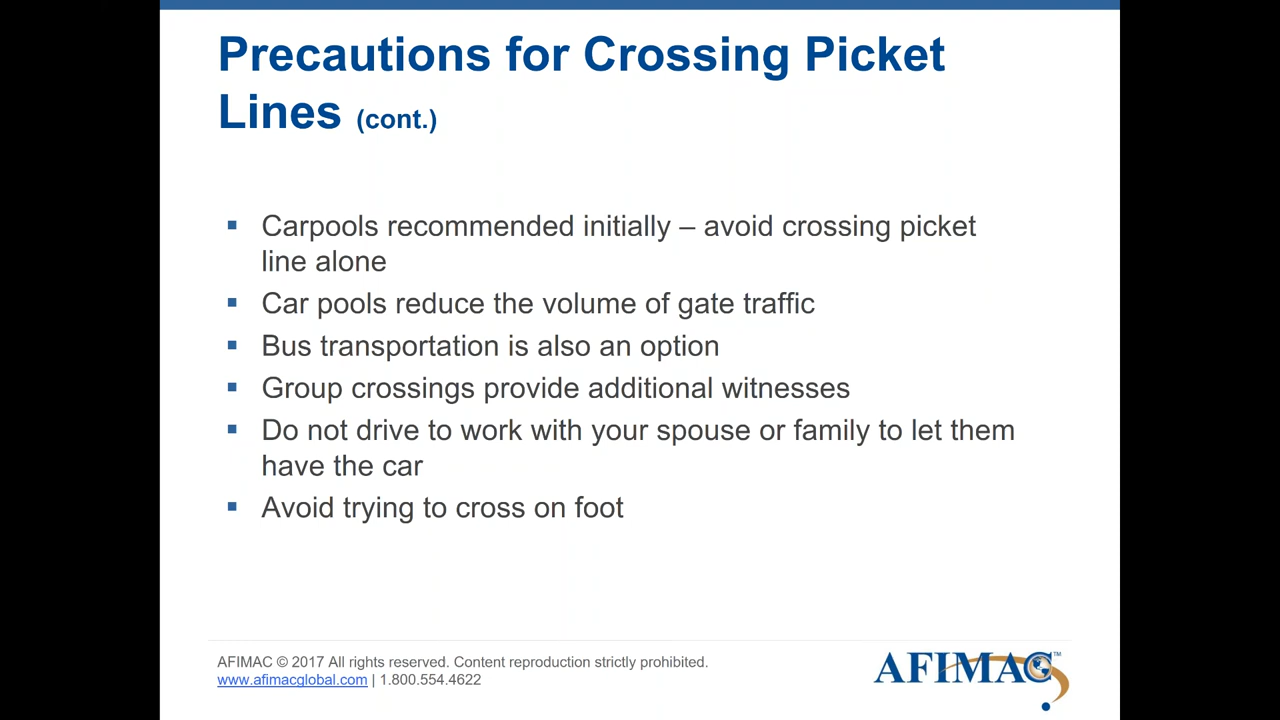 Precautions for Crossing Picket
Lines (cont.)
▪ Carpools recommended initially – avoid crossing picket
line alone
▪ Car pools reduce the volume of gate traffic
▪ Bus transportation is also an option
▪ Group crossings provide additional witnesses
▪ Do not drive to work with your spouse or family to let them
have the car
▪ Avoid trying to cross on foot
AFIMAC © 2017 All rights reserved. Content reproduction strictly prohibited.
www.afimacglobal.com | 1.800.554.4622
AFIMAC™